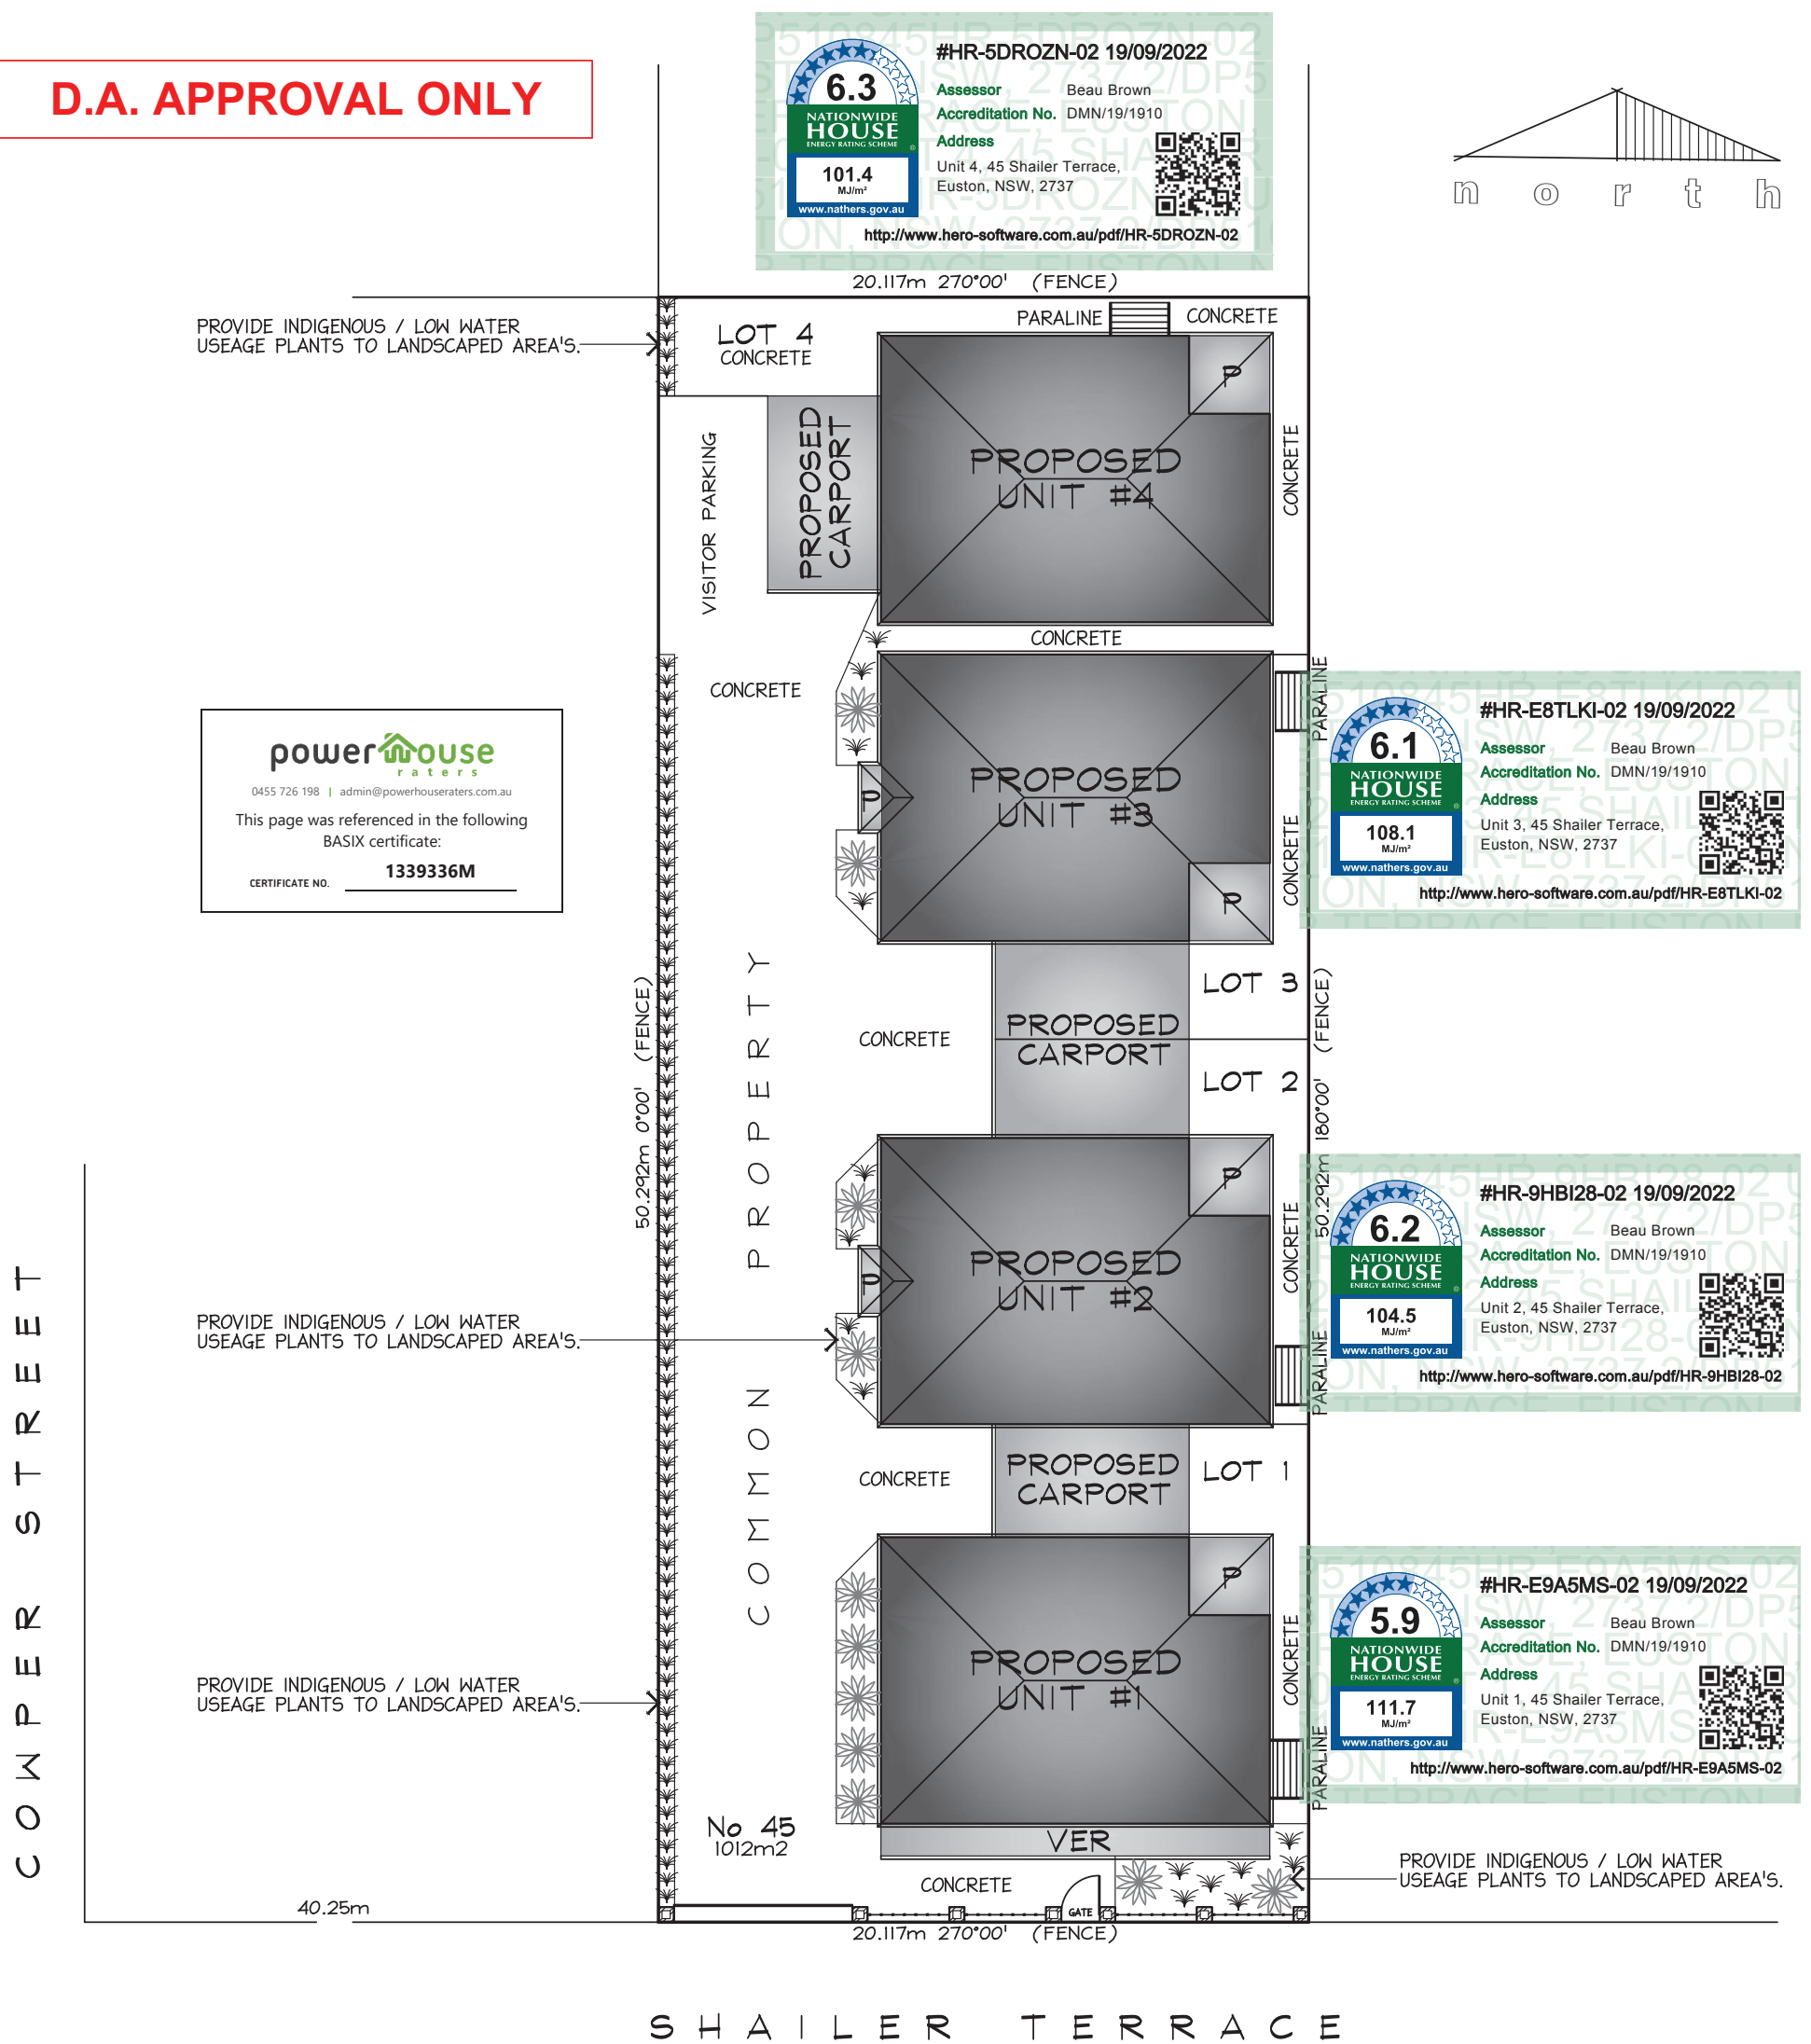 D.A. APPROVAL ONLY
#HR-5DROZN-02 19/09/2022
6.3
NATIONWIDE
HOUSE
ENERGY RATING SCHEME ®
101.4
MJ/m²
www.nathers.gov.au
Assessor Beau Brown
Accreditation No. DMN/19/1910
Address
Unit 4, 45 Shailer Terrace,
Euston, NSW, 2737
http://www.hero-software.com.au/pdf/HR-5DROZN-02
north
20.117m 270°00' (FENCE)
PROVIDE INDIGENOUS / LOW WATER
USEAGE PLANTS TO LANDSCAPED AREA'S.
LOT 4
CONCRETE
PARALINE
CONCRETE
P
VISITOR PARKING
PROPOSED
CARPORT
PROPOSED
UNIT #4
CONCRETE
CONCRETE
CONCRETE
PARALINE
powerhouse
raters
0455 726 198 | admin@powerhouseraters.com.au
This page was referenced in the following
BASIX certificate:
1339336M
CERTIFICATE NO.
P
PROPOSED
UNIT #3
CONCRETE
P
#HR-E8TLKI-02 19/09/2022
6.1
NATIONWIDE
HOUSE
ENERGY RATING SCHEME ®
108.1
MJ/m²
www.nathers.gov.au
Assessor Beau Brown
Accreditation No. DMN/19/1910
Address
Unit 3, 45 Shailer Terrace,
Euston, NSW, 2737
http://www.hero-software.com.au/pdf/HR-E8TLKI-02
50.292m 0°00' (FENCE)
COMMON PROPERTY
CONCRETE
PROPOSED
CARPORT
LOT 3
LOT 2
50.292m 180°00' (FENCE)
P
P
PROPOSED
UNIT #2
CONCRETE
PARALINE
#HR-9HBI28-02 19/09/2022
6.2
NATIONWIDE
HOUSE
ENERGY RATING SCHEME ®
104.5
MJ/m²
www.nathers.gov.au
Assessor Beau Brown
Accreditation No. DMN/19/1910
Address
Unit 2, 45 Shailer Terrace,
Euston, NSW, 2737
http://www.hero-software.com.au/pdf/HR-9HBI28-02
PROVIDE INDIGENOUS / LOW WATER
USEAGE PLANTS TO LANDSCAPED AREA'S.
COMPER STREET
CONCRETE
PROPOSED
CARPORT
LOT 1
P
PROPOSED
UNIT #1
CONCRETE
PARALINE
#HR-E9A5MS-02 19/09/2022
5.9
NATIONWIDE
HOUSE
ENERGY RATING SCHEME ®
111.7
MJ/m²
www.nathers.gov.au
Assessor Beau Brown
Accreditation No. DMN/19/1910
Address
Unit 1, 45 Shailer Terrace,
Euston, NSW, 2737
http://www.hero-software.com.au/pdf/HR-E9A5MS-02
PROVIDE INDIGENOUS / LOW WATER
USEAGE PLANTS TO LANDSCAPED AREA'S.
No 45
1012m2
VER
CONCRETE
GATE
PROVIDE INDIGENOUS / LOW WATER
USEAGE PLANTS TO LANDSCAPED AREA'S.
40.25m
20.117m 270°00' (FENCE)
SHAILER TERRACE